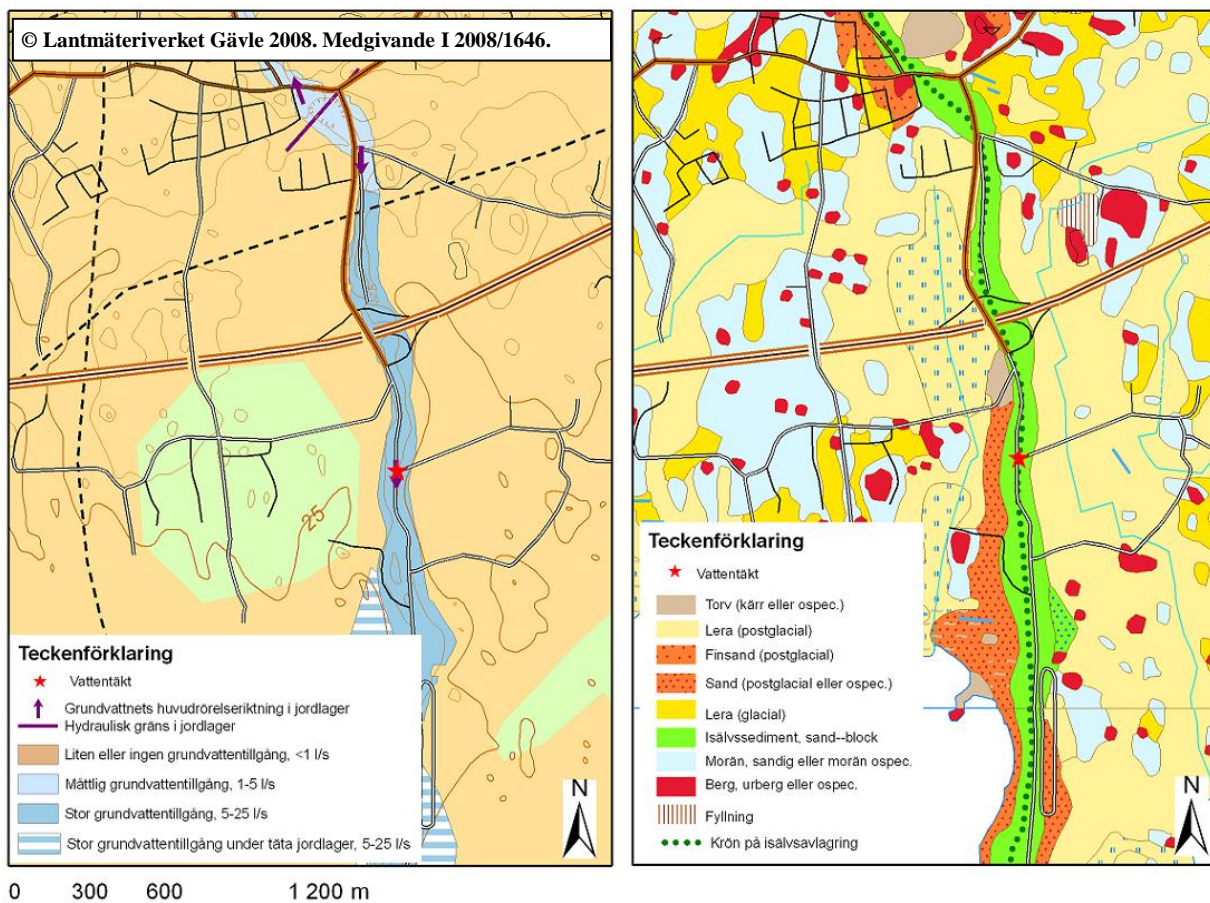 © Lantmäteriverket Gävle 2008. Medgivande I 2008/1646.
25
Teckenförklaring
Vattentäkt
Grundvattnets huvudrörelseriktning i jordlager
Hydraulisk gräns i jordlager
Liten eller ingen grundvattentillgång, <1 l/s
Måttlig grundvattentillgång, 1-5 l/s
Stor grundvattentillgång, 5-25 l/s
Stor grundvattentillgång under täta jordlager, 5-25 l/s
N
0 300 600 1 200 m
Teckenförklaring
Vattentäkt
Torv (kärr eller ospec.)
Lera (postglacial)
Finsand (postglacial)
Sand (postglacial eller ospec.)
Lera (glacial)
Isälvssediment, sand--block
Morän, sandig eller morän ospec.
Berg, urberg eller ospec.
Fyllning
Krön på isälvsavlagring
N